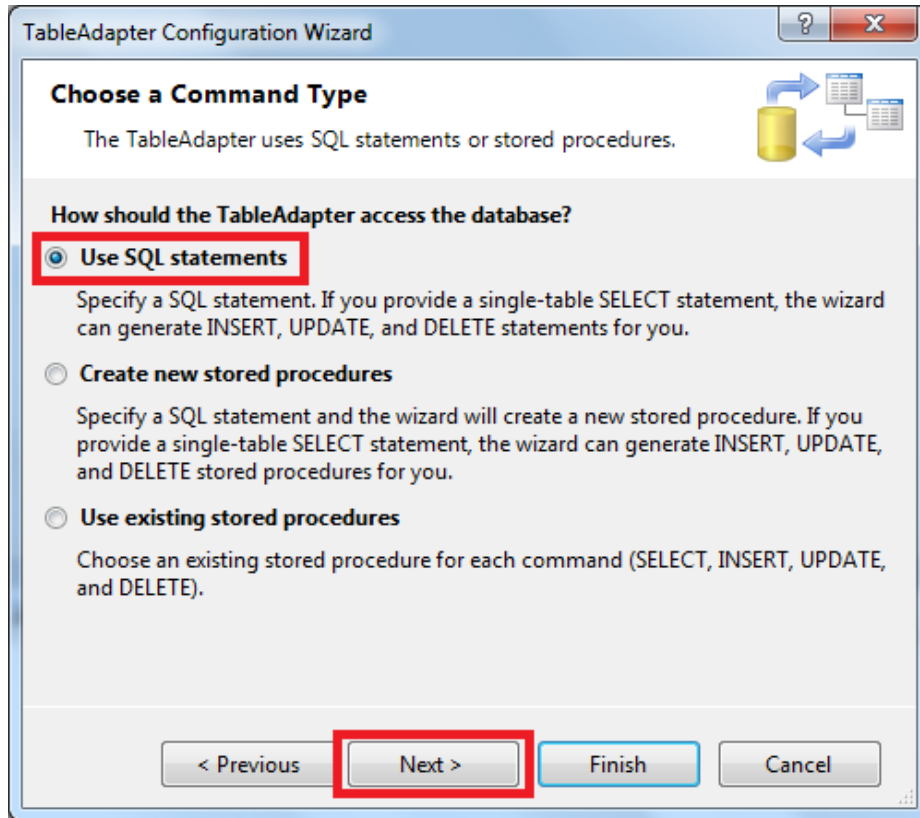 TableAdapter Configuration Wizard
?
X
Choose a Command Type
The TableAdapter uses SQL statements or stored procedures.
How should the TableAdapter access the database?
Use SQL statements
Specify a SQL statement. If you provide a single-table SELECT statement, the wizard
can generate INSERT, UPDATE, and DELETE statements for you.
Create new stored procedures
Specify a SQL statement and the wizard will create a new stored procedure. If you
provide a single-table SELECT statement, the wizard can generate INSERT, UPDATE,
and DELETE stored procedures for you.
Use existing stored procedures
Choose an existing stored procedure for each command (SELECT, INSERT, UPDATE,
and DELETE).
< Previous Next > Finish Cancel